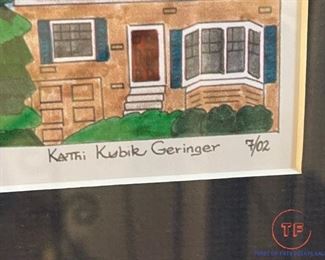 Kathi Kubik Geringer 7/02
TF